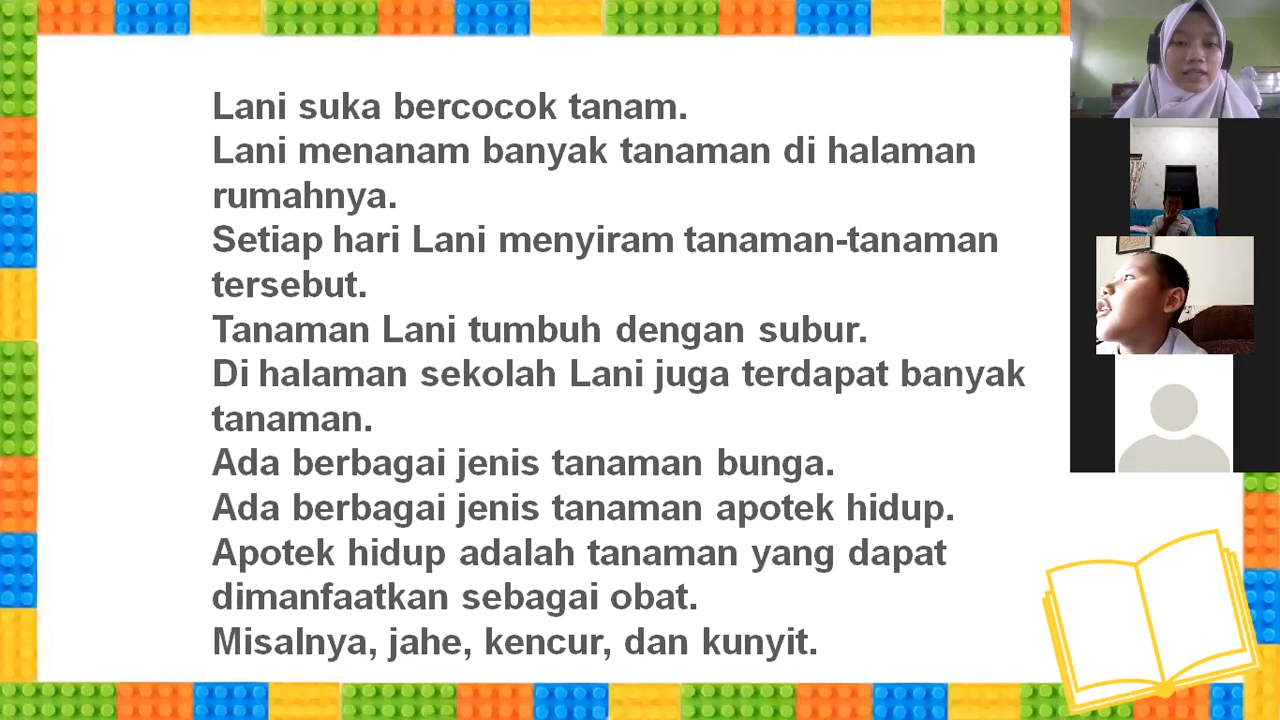 Lani suka bercocok tanam.
Lani menanam banyak tanaman di halaman
rumahnya.
Setiap hari Lani menyiram tanaman-tanaman
tersebut.
Tanaman Lani tumbuh dengan subur.
Di halaman sekolah Lani juga terdapat banyak
tanaman.
Ada berbagai jenis tanaman bunga.
Ada berbagai jenis tanaman apotek hidup.
Apotek hidup adalah tanaman yang dapat
dimanfaatkan sebagai obat.
Misalnya, jahe, kencur, dan kunyit.